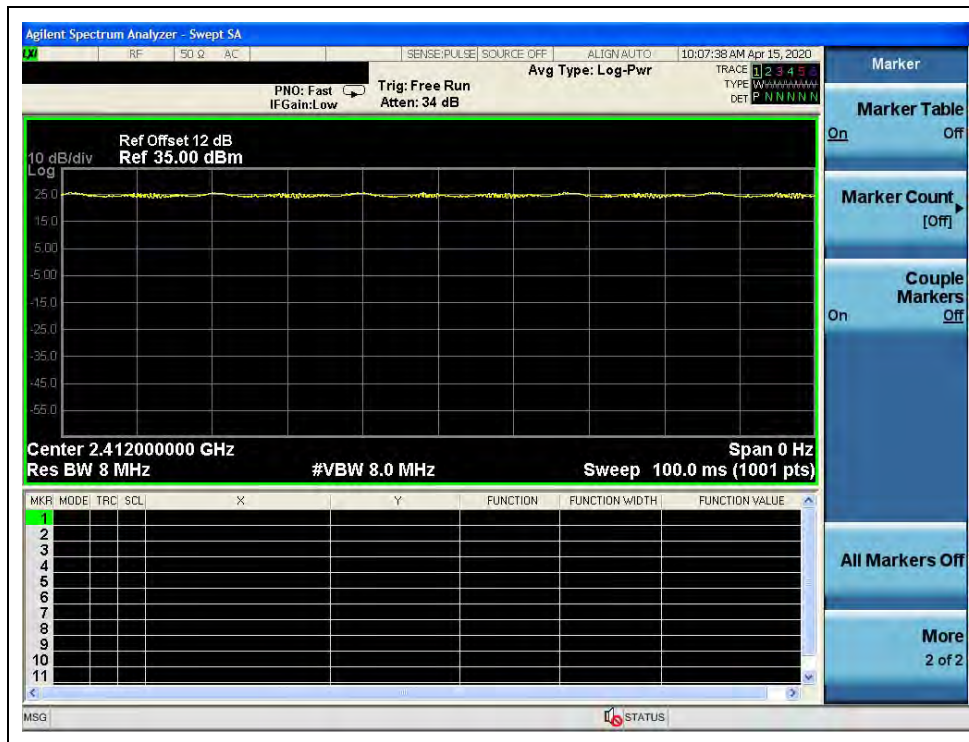 Agilent Spectrum Analyzer - Swept SA
LXI RF 50 Ω AC SENSE:PULSE SOURCE OFF ALIGN AUTO 10:07:38 AM Apr 15, 2020
Avg Type: Log-Pwr
TRACE 1 2 3 4 5 6
PNO: Fast Trig: Free Run
TYPE
IFGain:Low Atten: 34 dB
DET P N N N N N
Ref Offset 12 dB
10 dB/div Ref 35.00 dBm
Log
25.0
15.0
5.00
-5.00
-15.0
-25.0
-35.0
-45.0
-55.0
Center 2.412000000 GHz Span 0 Hz
Res BW 8 MHz #VBW 8.0 MHz Sweep 100.0 ms (1001 pts)
MKR MODE TRC SCL X Y FUNCTION FUNCTION WIDTH FUNCTION VALUE
1
2
3
4
5
6
7
8
9
10
11
MSG STATUS
Marker
Marker Table
On Off
Marker Count
[Off]
Couple
Markers
On Off
All Markers Off
More
2 of 2